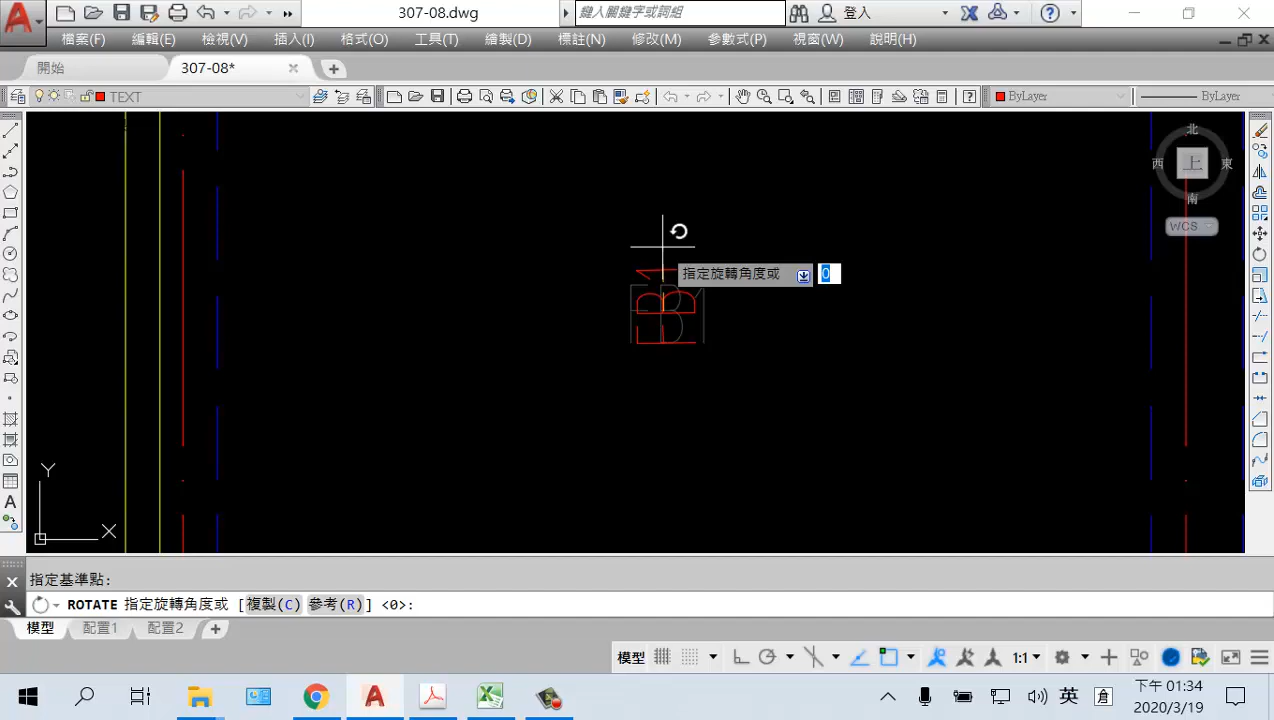 307-08.dwg
鍵入關鍵字或詞組
登入
檔案(F) 編輯(E) 檢視(V) 插入(I) 格式(O) 工具(T) 繪製(D) 標註(N) 修改(M) 參數式(P) 視窗(W) 說明(H)
開始 307-08*
TEXT ByLayer ByLayer
北
西 上 東
南
WCS
指定旋轉角度或 0
Y
X
指定基準點:
ROTATE 指定旋轉角度或 [複製(C) 參考(R)] <0>:
模型 配置1 配置2
模型 1:1
英 倉 下午 01:34
2020/3/19